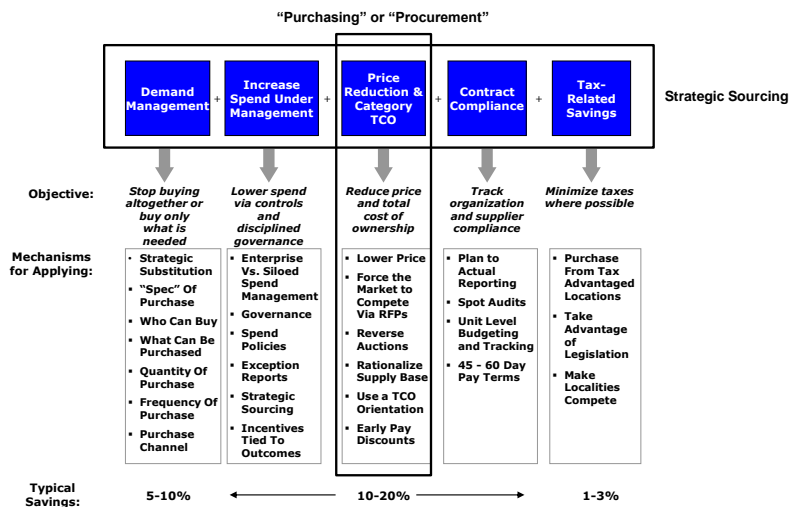 “Purchasing” or “Procurement”
Demand
Management
+
Increase
Spend Under
Management
+
Price
Reduction &
Category
TCO
+
Contract
Compliance
+
Tax-
Related
Savings
Strategic Sourcing
Objective:
Stop buying
altogether or
buy only
what is
needed
Lower spend
via controls
and
disciplined
governance
Reduce price
and total
cost of
ownership
Track
organization
and supplier
compliance
Minimize taxes
where possible
Mechanisms
for Applying:
▪ Strategic
Substitution
▪ “Spec” Of
Purchase
▪ Who Can Buy
▪ What Can Be
Purchased
▪ Quantity Of
Purchase
▪ Frequency Of
Purchase
▪ Purchase
Channel
▪ Enterprise
Vs. Siloed
Spend
Management
▪ Governance
▪ Spend
Policies
▪ Exception
Reports
▪ Strategic
Sourcing
▪ Incentives
Tied To
Outcomes
▪ Lower Price
▪ Force the
Market to
Compete
Via RFPs
▪ Reverse
Auctions
▪ Rationalize
Supply Base
▪ Use a TCO
Orientation
▪ Early Pay
Discounts
▪ Plan to
Actual
Reporting
▪ Spot Audits
▪ Unit Level
Budgeting
and Tracking
▪ 45 - 60 Day
Pay Terms
▪ Purchase
From Tax
Advantaged
Locations
▪ Take
Advantage
of
Legislation
▪ Make
Localities
Compete
Typical
Savings:
5-10%
10-20%
1-3%